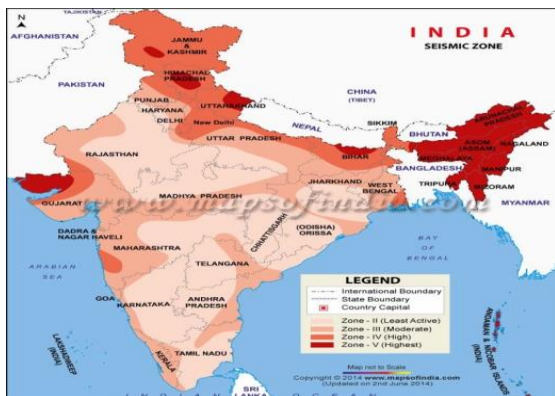 TAJIKISTAN
N
AFGHANISTAN
INDIA
SEISMIC ZONE
JAMMU
&
KASHMIR
HIMACHAL
PRADESH
PAKISTAN
CHINA
(TIBET)
PUNJAB
UTTARAKHAND
HARYANA
DELHI
New Delhi
NEPAL
SIKKIM
ARUNACHAL
PRADESH
BHUTAN
UTTAR PRADESH
RAJASTHAN
BIHAR
ASOM
(ASSAM)
NAGALAND
MEGHALAYA
BANGLADESH
MANIPUR
JHARKHAND
WEST
BENGAL
TRIPURA
MIZORAM
GUJARAT
MADHYA PRADESH
MYANMAR
www.mapsofindia.com
CHHATTISGARH
(ODISHA)
ORISSA
DADRA &
NAGAR HAVELI
MAHARASHTRA
BAY
OF
BENGAL
ARABIAN
SEA
TELANGANA
GOA
KARNATAKA
ANDHRA
PRADESH
LEGEND
International Boundary
State Boundary
Country Capital
Zone - II (Least Active)
Zone - III (Moderate)
Zone - IV (High)
Zone - V (Highest)
LAKSHADWEEP
(INDIA)
KERALA
TAMIL NADU
ANDAMAN & NICOBAR ISLANDS
(INDIA)
Map not to Scale
Copyright © 2014 www.mapsofindia.com
(Updated on 2nd June 2014)
SRI
LANKA
INDIAN OCEAN